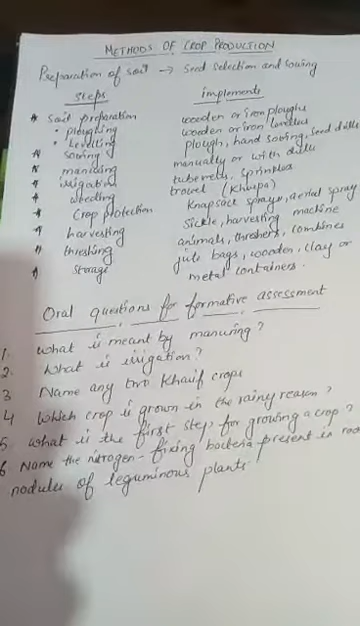 METHODS OF CROP PRODUCTION
Preparation of soil → Seed selection and sowing
Steps implements
* Soil preparation wooden or iron ploughs
• ploughing wooden or iron levellers
• Levelling plough, hand sowing, seed drills
* Sowing manually or with drills
* manuring
* irrigation tubewells, sprinkler
* weeding trowel (Khurpa)
* Crop protection Knapsack sprays, aerial spray
* harvesting Sickle, harvesting machine
* threshing animals, threshers, combines
* storage jute bags, wooden, clay or
metal containers.
Oral questions for formative assessment
1. What is meant by manuring?
2. What is irrigation?
3 Name any two Kharif crops
4 Which crop is grown in the rainy reason?
5 What is the first step for growing a crop?
6 Name the nitrogen-fixing bacteria present in root
nodules of leguminous plants